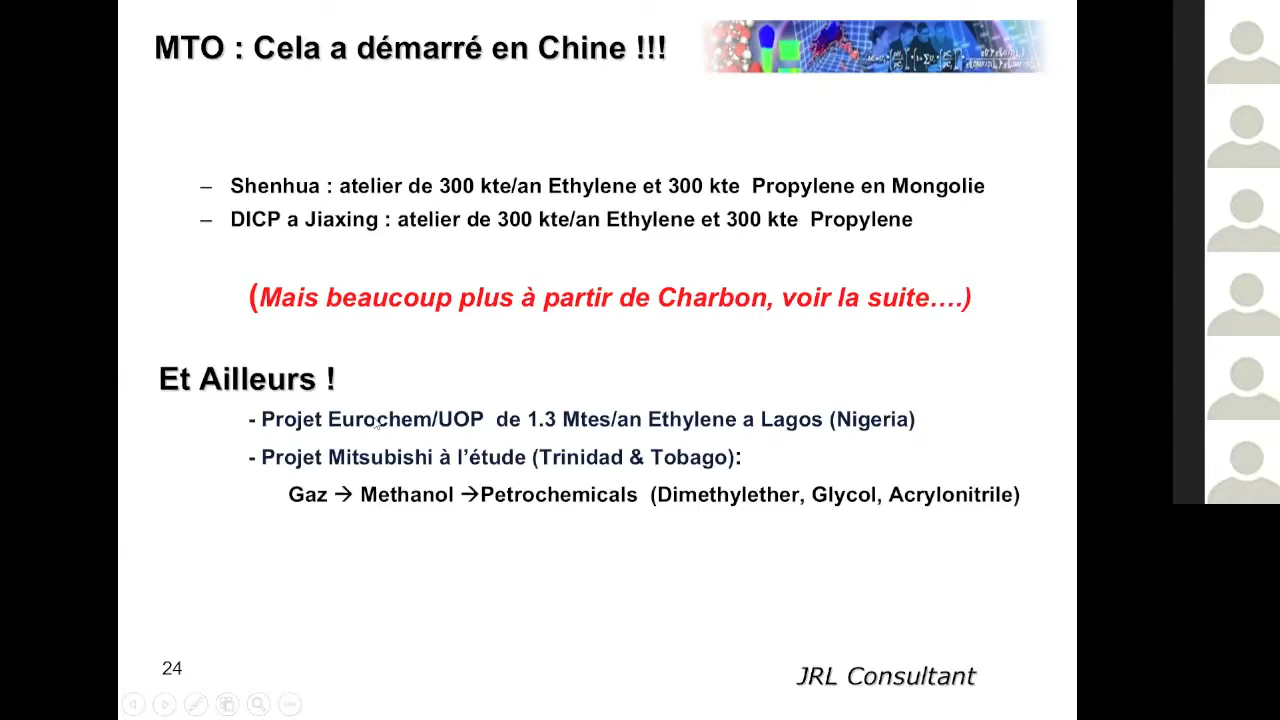 MTO : Cela a démarré en Chine !!!
– Shenhua : atelier de 300 kte/an Ethylene et 300 kte Propylene en Mongolie
– DICP a Jiaxing : atelier de 300 kte/an Ethylene et 300 kte Propylene
(Mais beaucoup plus à partir de Charbon, voir la suite….)
Et Ailleurs !
- Projet Eurochem/UOP de 1.3 Mtes/an Ethylene a Lagos (Nigeria)
- Projet Mitsubishi à l’étude (Trinidad & Tobago):
Gaz → Methanol →Petrochemicals (Dimethylether, Glycol, Acrylonitrile)
24
JRL Consultant